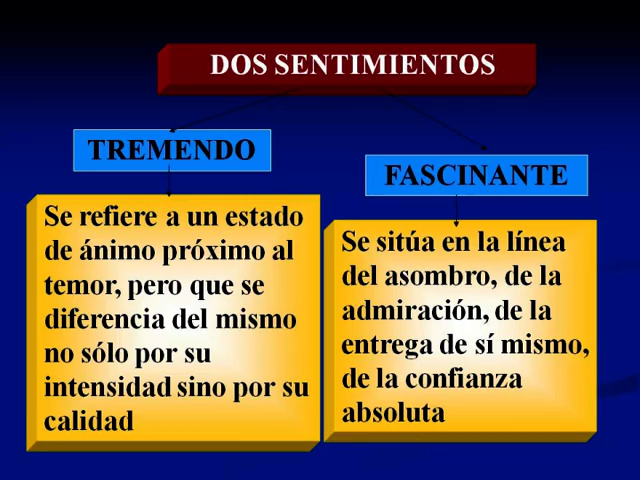 DOS SENTIMIENTOS
TREMENDO
FASCINANTE
Se refiere a un estado
de ánimo próximo al
temor, pero que se
diferencia del mismo
no sólo por su
intensidad sino por su
calidad
Se sitúa en la línea
del asombro, de la
admiración, de la
entrega de sí mismo,
de la confianza
absoluta